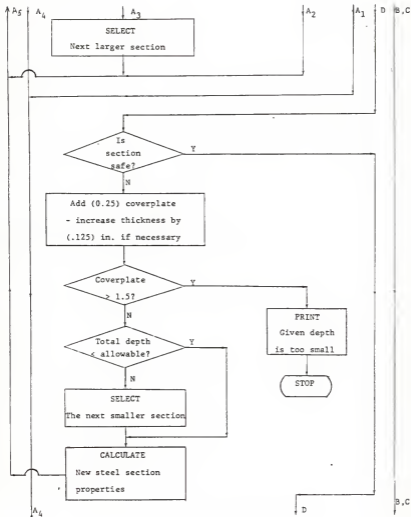 A5 A4 A3 A2 A1 D B,C
SELECT
Next larger section
Is
section
safe?
Y
N
Add (0.25) coverplate
- increase thickness by
(.125) in. if necessary
Coverplate
> 1.5?
Y
N
PRINT
Given depth
is too small
Total depth
≤ allowable?
Y
N
STOP
SELECT
The next smaller section
CALCULATE
New steel section
properties
A4 D B,C